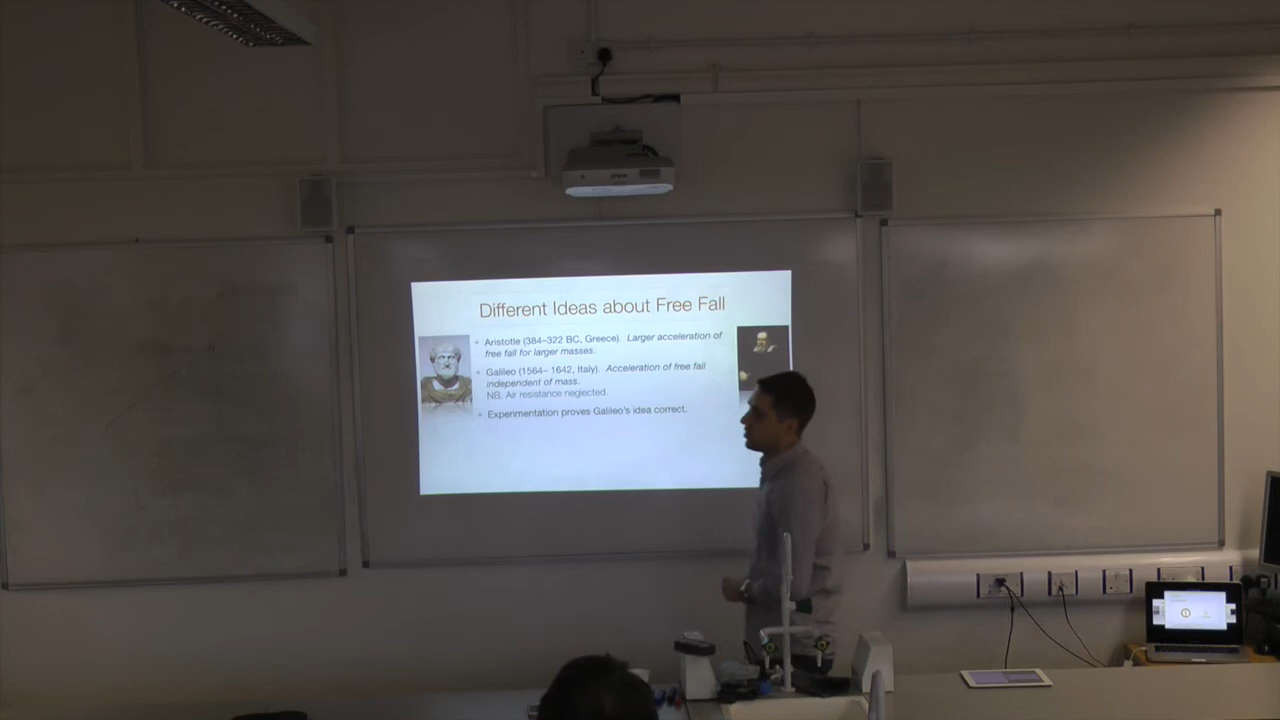 EPSON
Different Ideas about Free Fall
Aristotle (384–322 BC, Greece). Larger acceleration of
free fall for larger masses.
Galileo (1564– 1642, Italy). Acceleration of free fall
independent of mass.
NB. Air resistance neglected.
Experimentation proves Galileo's idea correct.